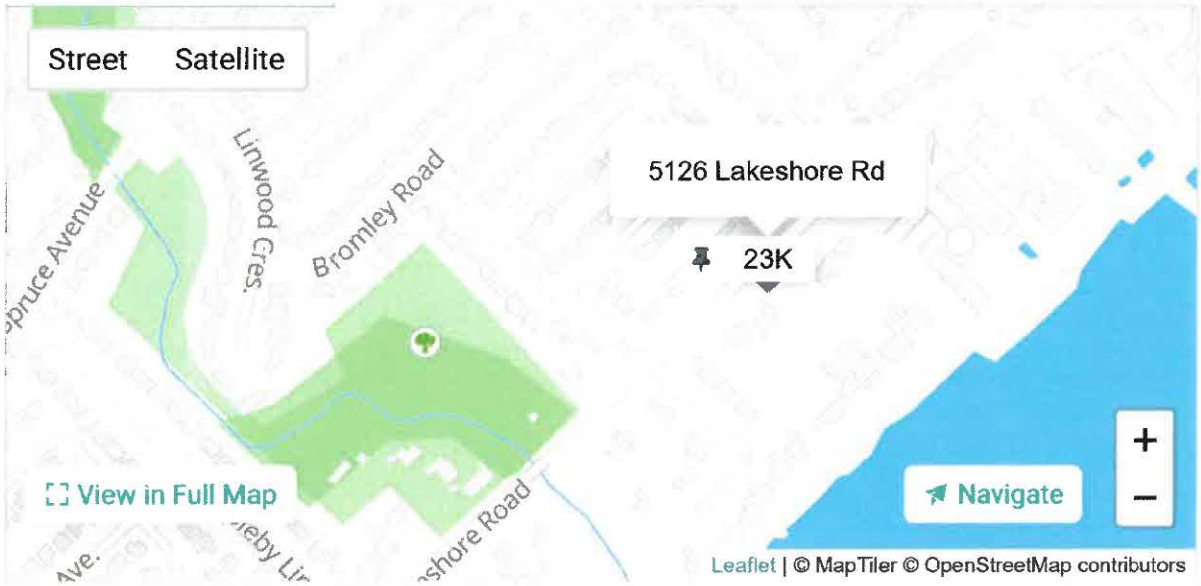 Street Satellite
Linwood Cres.
Bromley Road
Spruce Avenue
5126 Lakeshore Rd
23K
View in Full Map
Navigate
+
−
eshore Road
Ave.
Leaflet | © MapTiler © OpenStreetMap contributors